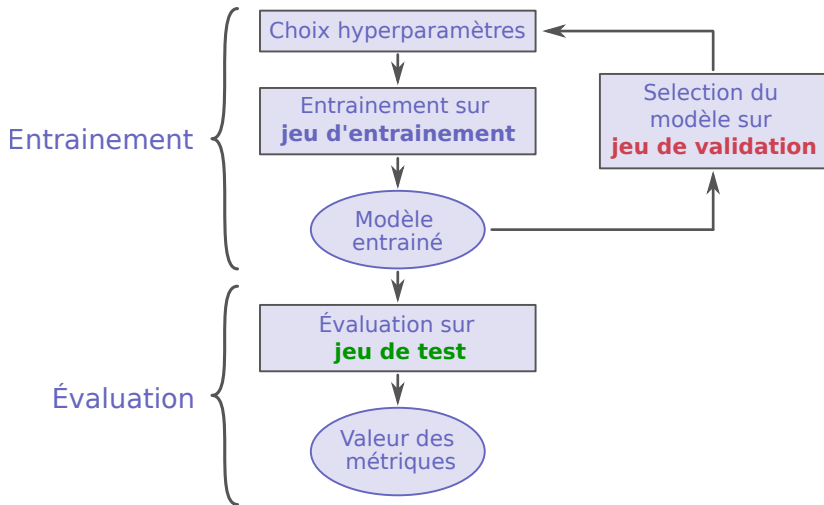 Choix hyperparamètres
Entrainement sur
jeu d'entrainement
Selection du
modèle sur
jeu de validation
Entrainement
Modèle
entrainé
Évaluation sur
jeu de test
Évaluation
Valeur des
métriques